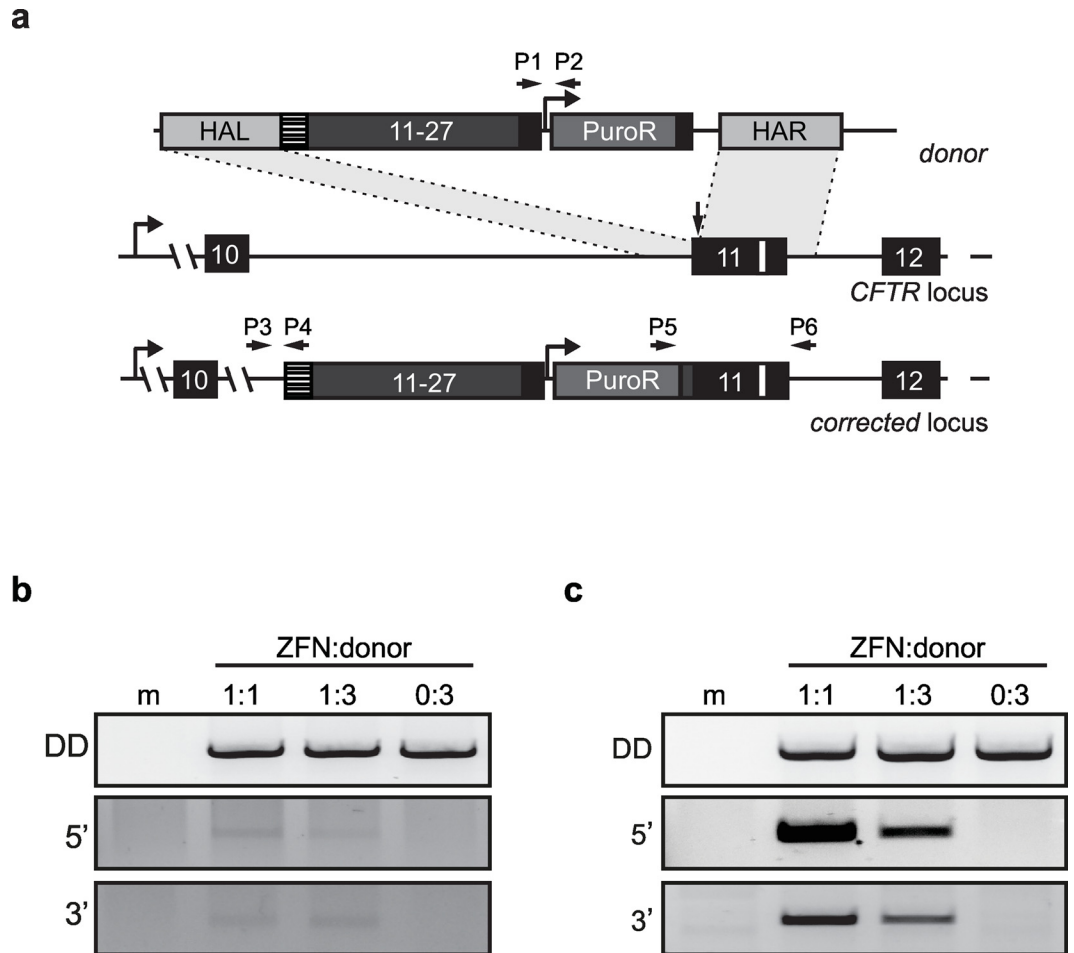 a
P1 P2
HAL 11-27 PuroR HAR
donor
10 11 12
CFTR locus
P3 P4 P5 P6
10 11-27 PuroR 11 12
corrected locus
b
ZFN:donor
m 1:1 1:3 0:3
DD
5’
3’
c
ZFN:donor
m 1:1 1:3 0:3
DD
5’
3’